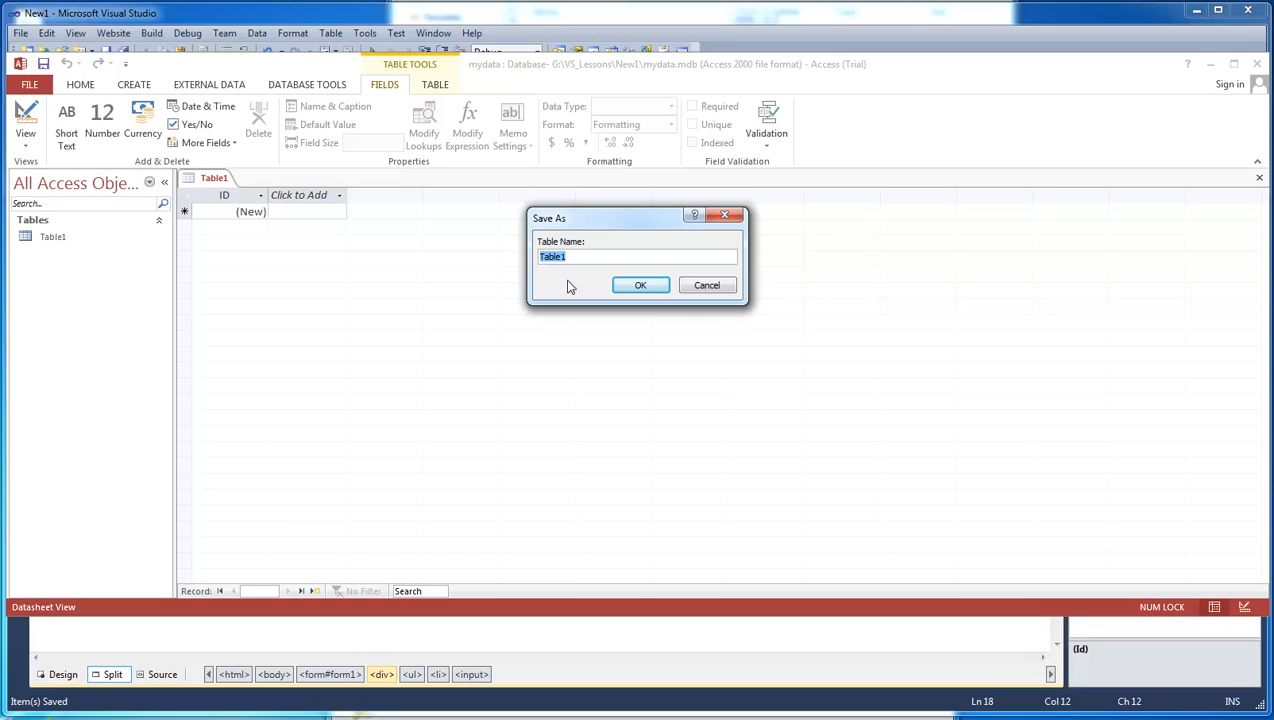 New1 - Microsoft Visual Studio
File Edit View Website Build Debug Team Data Format Table Tools Test Window Help
TABLE TOOLS
mydata : Database- G:\VS_Lessons\New1\mydata.mdb (Access 2000 file format) - Access (Trial)
FILE HOME CREATE EXTERNAL DATA DATABASE TOOLS FIELDS TABLE
Sign in
AB 12
View
Short Text
Number
Currency
Date & Time
Yes/No
More Fields
Delete
Name & Caption
Default Value
Field Size
Modify Lookups
fx
Modify Expression
ab
Memo Settings
Data Type:
Format: Formatting
$ %
Required
Unique
Indexed
Validation
Views Add & Delete Properties Formatting Field Validation
All Access Obje...
Search...
Tables
Table1
Table1
ID Click to Add
(New)
Save As
Table Name:
Table1
OK Cancel
Record: No Filter Search
Datasheet View NUM LOCK
(Id)
Design Split Source <html> <body> <form#form1> <div> <ul> <li> <input>
Item(s) Saved Ln 18 Col 12 Ch 12 INS